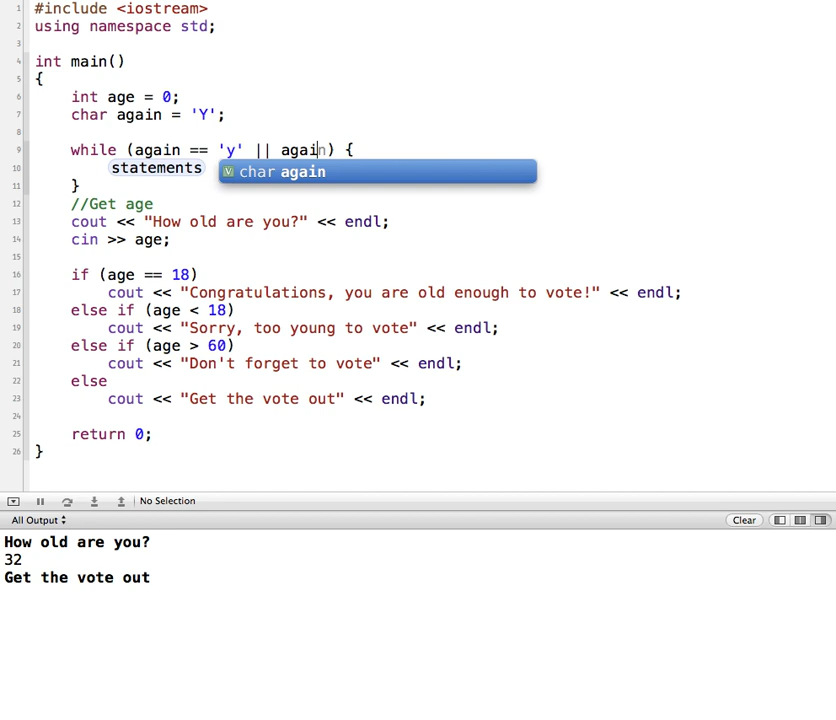 1 #include <iostream>
2 using namespace std;
3
4 int main()
5 {
6 int age = 0;
7 char again = 'Y';
8
9 while (again == 'y' || again) {
10 statements
V char again
11 }
12 //Get age
13 cout << "How old are you?" << endl;
14 cin >> age;
15
16 if (age == 18)
17 cout << "Congratulations, you are old enough to vote!" << endl;
18 else if (age < 18)
19 cout << "Sorry, too young to vote" << endl;
20 else if (age > 60)
21 cout << "Don't forget to vote" << endl;
22 else
23 cout << "Get the vote out" << endl;
24
25 return 0;
26 }
No Selection
All Output
Clear
How old are you?
32
Get the vote out